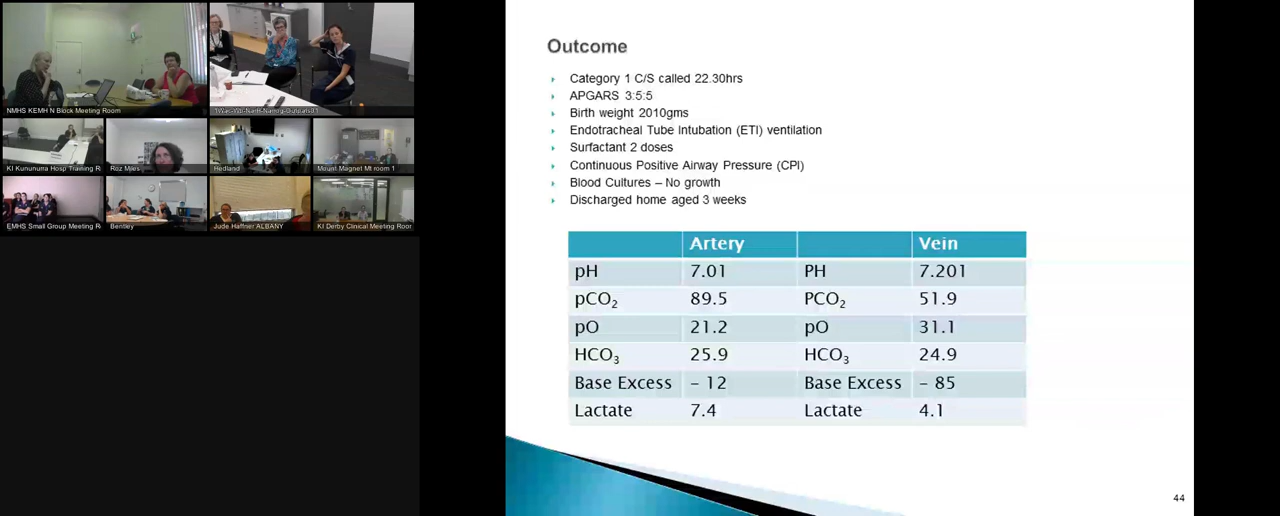 NMHS KEMH N Block Meeting Room
KI Kununurra Hosp Training R
Roz Miles
Hedland
Mount Magnet Mt room 1
EMHS Small Group Meeting R
Bentley
Jude Haffner ALBANY
KI Derby Clinical Meeting Roor
Outcome
Category 1 C/S called 22.30hrs
APGARS 3:5:5
Birth weight 2010gms
Endotracheal Tube Intubation (ETI) ventilation
Surfactant 2 doses
Continuous Positive Airway Pressure (CPI)
Blood Cultures – No growth
Discharged home aged 3 weeks
Artery Vein
pH 7.01 PH 7.201
pCO₂ 89.5 PCO₂ 51.9
pO 21.2 pO 31.1
HCO₃ 25.9 HCO₃ 24.9
Base Excess – 12 Base Excess – 85
Lactate 7.4 Lactate 4.1
44